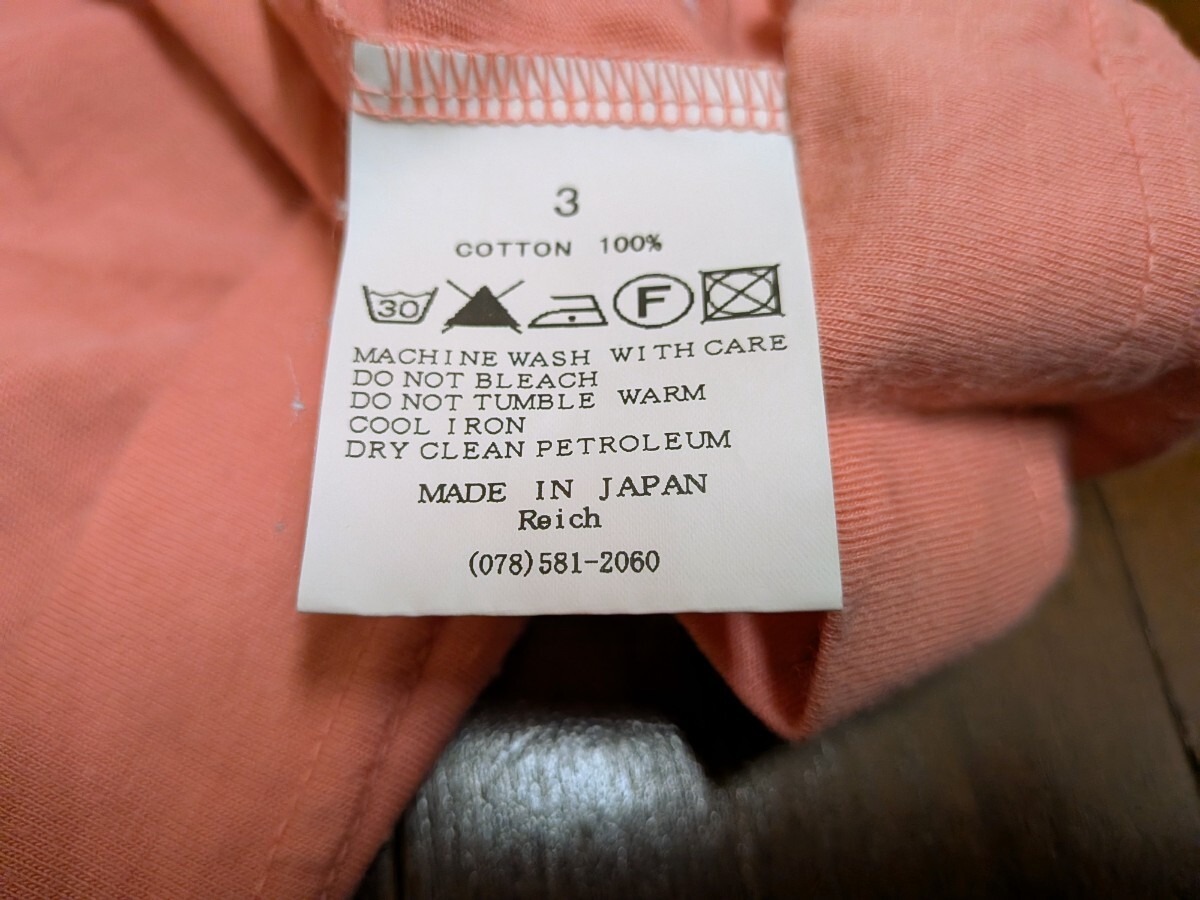 3
COTTON 100%
30 F
MACHINE WASH WITH CARE
DO NOT BLEACH
DO NOT TUMBLE WARM
COOL IRON
DRY CLEAN PETROLEUM
MADE IN JAPAN
Reich
(078)581-2060